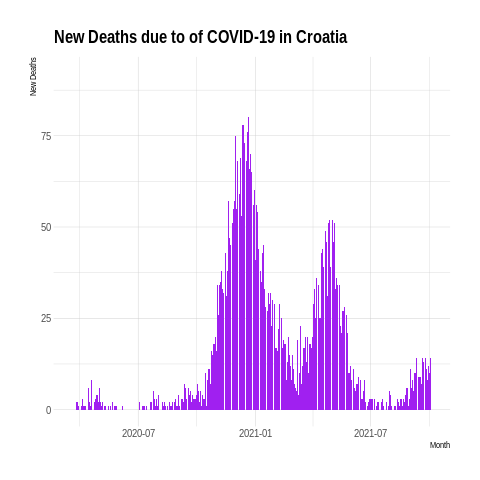 New Deaths due to of COVID-19 in Croatia
New Deaths
75
50
25
0
2020-07
2021-01
2021-07
Month